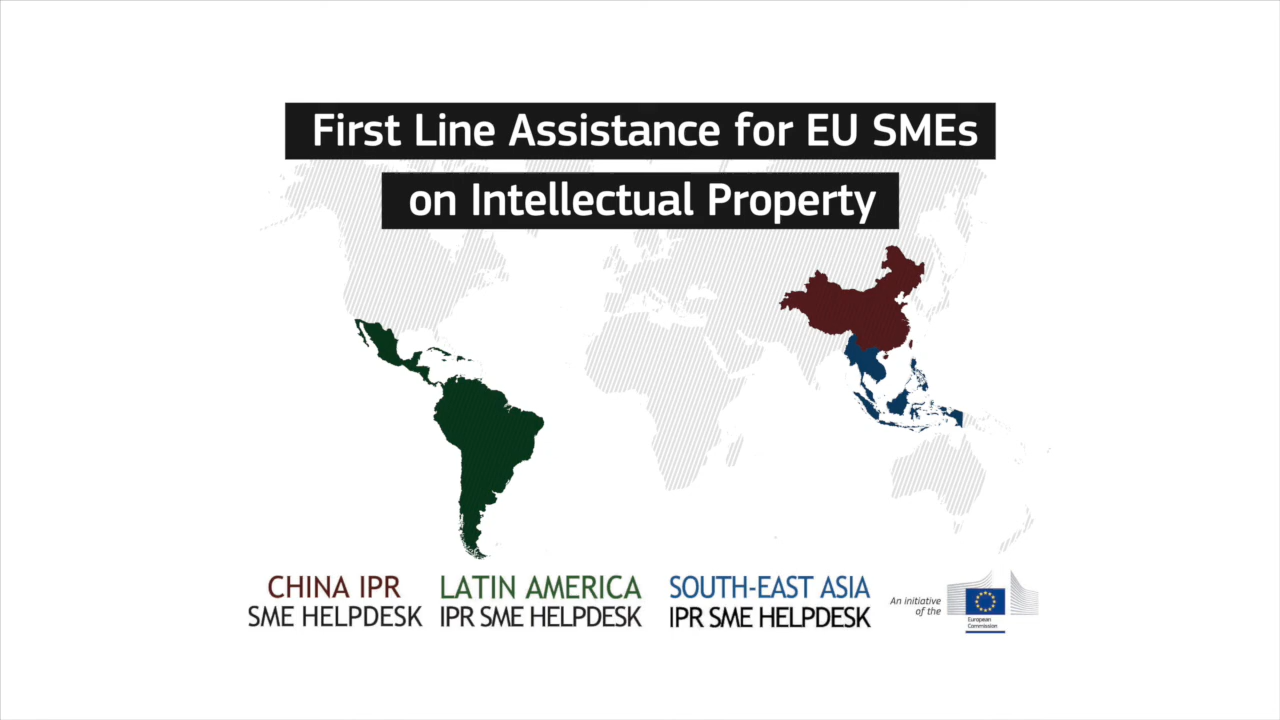 First Line Assistance for EU SMEs
on Intellectual Property
CHINA IPR
SME HELPDESK
LATIN AMERICA
IPR SME HELPDESK
SOUTH-EAST ASIA
IPR SME HELPDESK
An initiative
of the
European
Commission